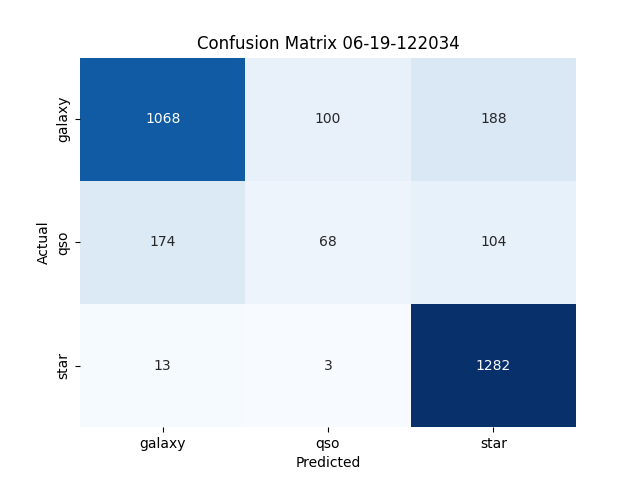 Confusion Matrix 06-19-122034
Actual
galaxy 1068 100 188
qso 174 68 104
star 13 3 1282
galaxy qso star
Predicted